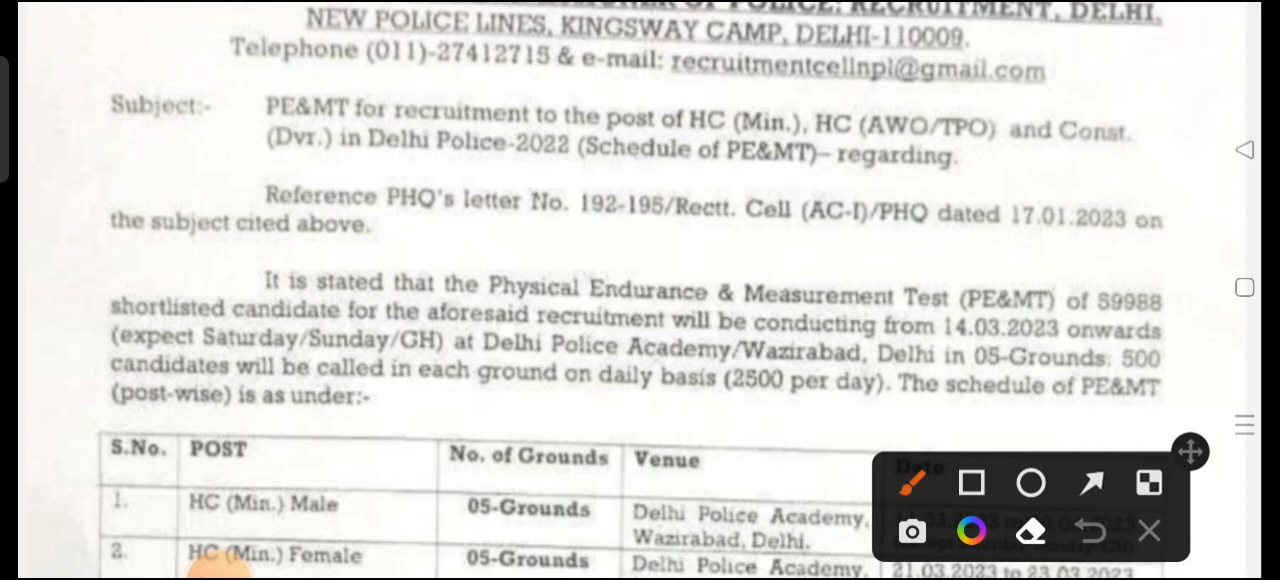 OF POLICE: RECRUITMENT, DELHI.
NEW POLICE LINES, KINGSWAY CAMP, DELHI-110009.
Telephone (011)-27412715 & e-mail: recruitmentcellnpl@gmail.com
Subject:- PE&MT for recruitment to the post of HC (Min.), HC (AWO/TPO) and Const.
(Dvr.) in Delhi Police-2022 (Schedule of PE&MT)– regarding.
Reference PHQ's letter No. 192-195/Rectt. Cell (AC-I)/PHQ dated 17.01.2023 on
the subject cited above.
It is stated that the Physical Endurance & Measurement Test (PE&MT) of 59988
shortlisted candidate for the aforesaid recruitment will be conducting from 14.03.2023 onwards
(expect Saturday/Sunday/GH) at Delhi Police Academy/Wazirabad, Delhi in 05-Grounds. 500
candidates will be called in each ground on daily basis (2500 per day). The schedule of PE&MT
(post-wise) is as under:-
S.No. POST No. of Grounds Venue Date
1. HC (Min.) Male 05-Grounds Delhi Police Academy,
Wazirabad, Delhi.
2. HC (Min.) Female 05-Grounds Delhi Police Academy, 21.03.2023 to 23.03.2023